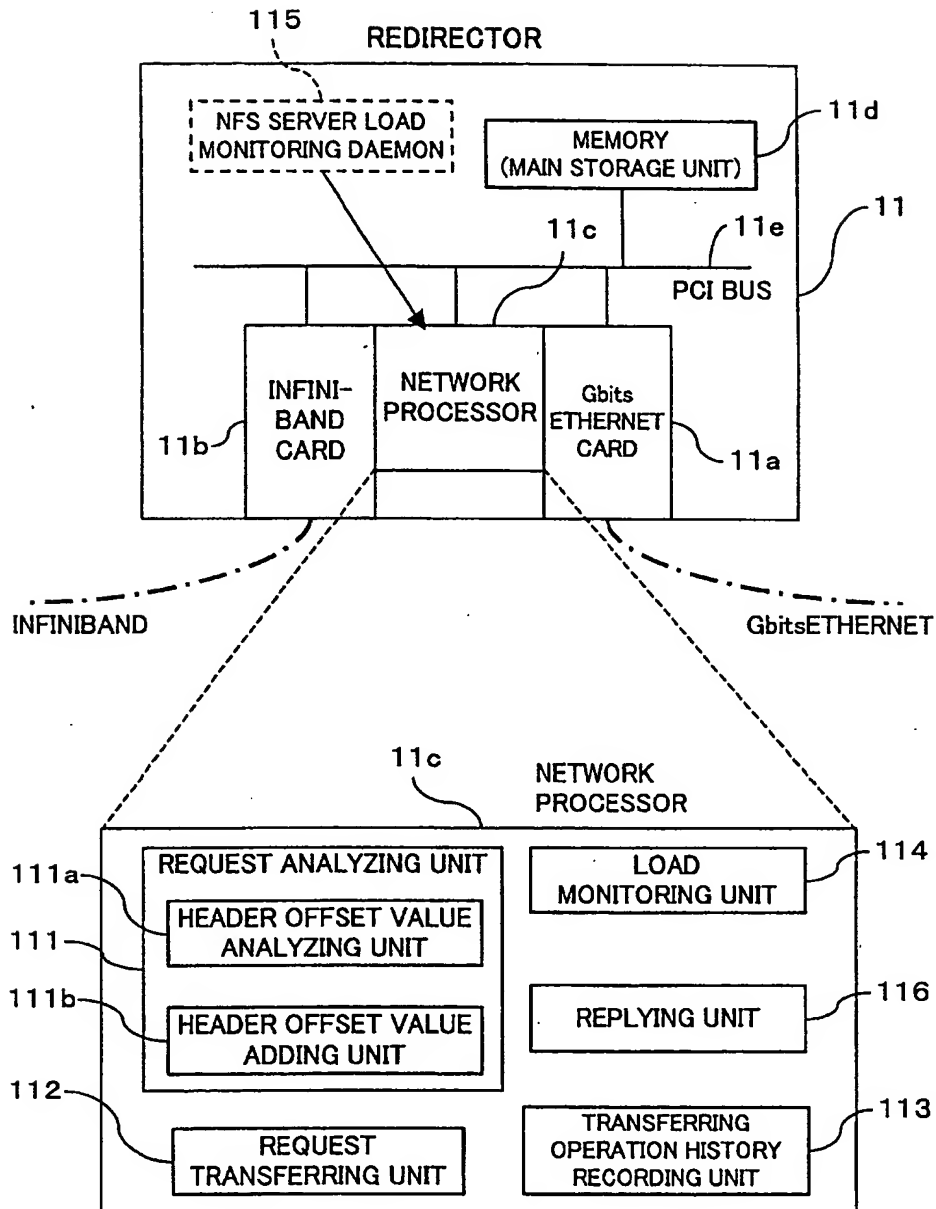 115
REDIRECTOR
NFS SERVER LOAD
MONITORING DAEMON
11d
MEMORY
(MAIN STORAGE UNIT)
11
11c
11e
PCI BUS
INFINI-
BAND
CARD
NETWORK
PROCESSOR
Gbits
ETHERNET
CARD
11b
11a
INFINIBAND
GbitsETHERNET
11c
NETWORK
PROCESSOR
REQUEST ANALYZING UNIT
111a
HEADER OFFSET VALUE
ANALYZING UNIT
111
111b
HEADER OFFSET VALUE
ADDING UNIT
112
REQUEST
TRANSFERRING UNIT
LOAD
MONITORING UNIT
114
REPLYING UNIT
116
TRANSFERRING
OPERATION HISTORY
RECORDING UNIT
113